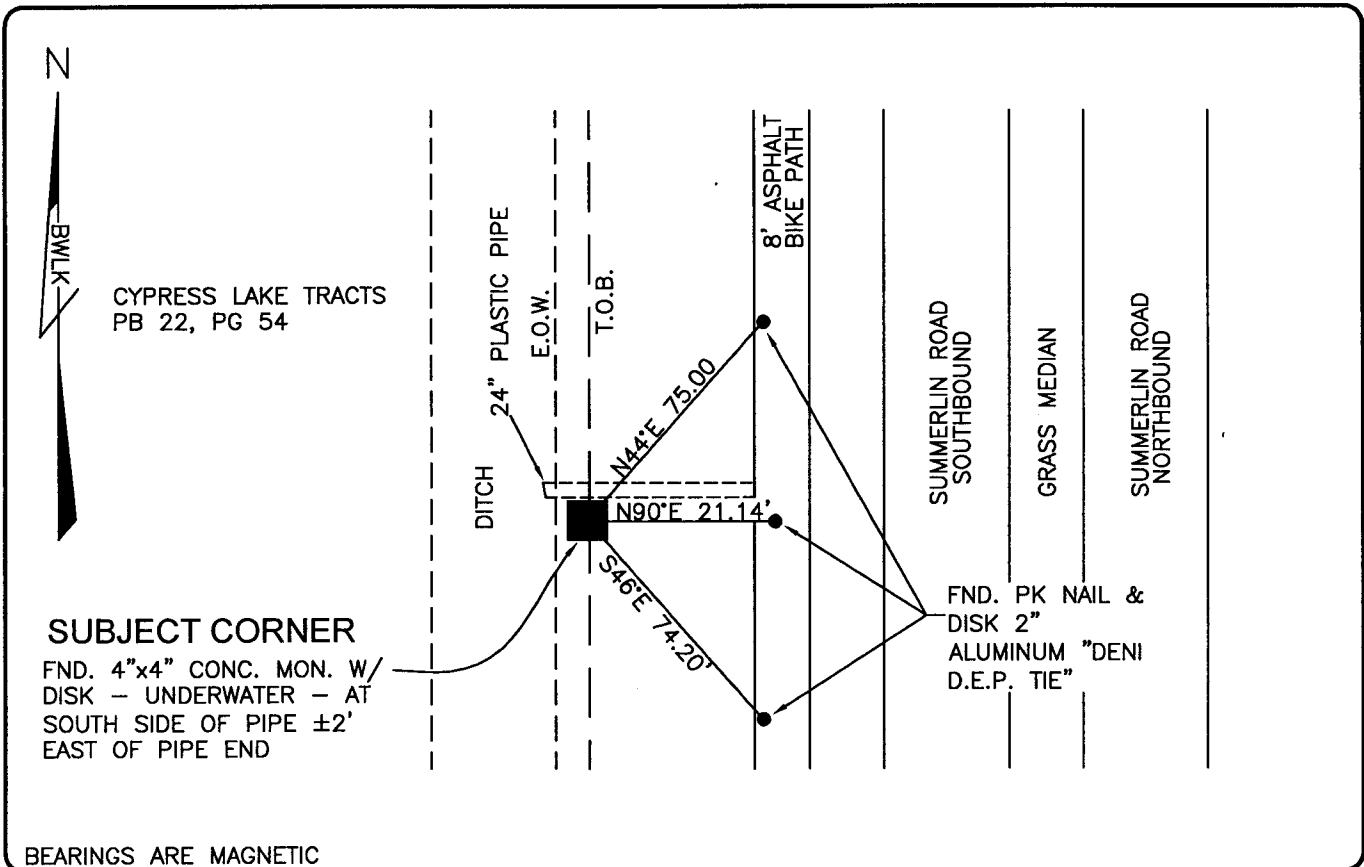 N
BWLK
CYPRESS LAKE TRACTS
PB 22, PG 54
24" PLASTIC PIPE
E.O.W.
T.O.B.
8' ASPHALT
BIKE PATH
DITCH
N44°E 75.00
N90°E 21.14'
S46°E 74.20'
SUMMERLIN ROAD
SOUTHBOUND
GRASS MEDIAN
SUMMERLIN ROAD
NORTHBOUND
SUBJECT CORNER
FND. 4"x4" CONC. MON. W/
DISK – UNDERWATER – AT
SOUTH SIDE OF PIPE ±2'
EAST OF PIPE END
FND. PK NAIL &
DISK 2"
ALUMINUM "DENI
D.E.P. TIE"
BEARINGS ARE MAGNETIC